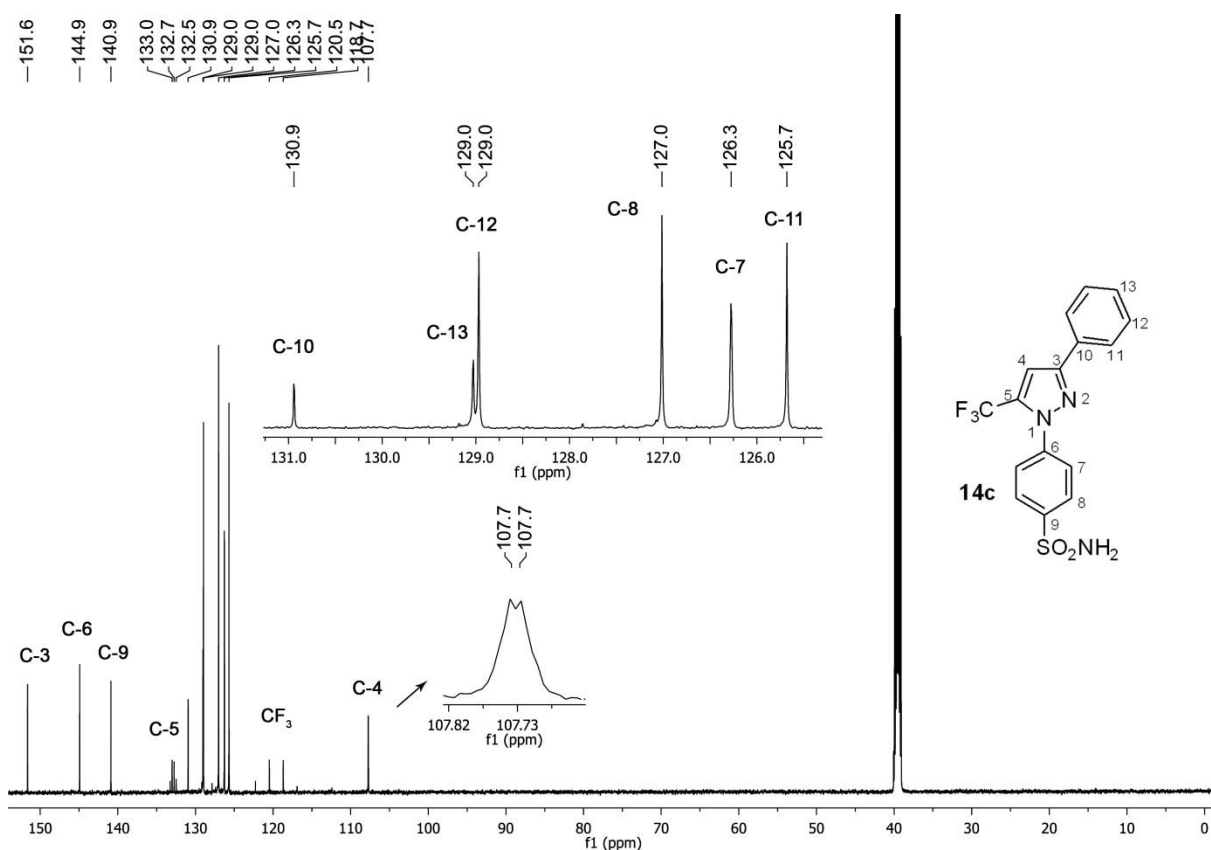 151.6 144.9 140.9 133.0 132.7 132.5 130.9 129.0 129.0 127.0 126.3 125.7 120.5 118.7 107.7
130.9 129.0 129.0 127.0 126.3 125.7
C-10
C-13
C-12
C-8
C-7
C-11
131.0 130.0 129.0 128.0 127.0 126.0
f1 (ppm)
107.7 107.7
107.82 107.73
f1 (ppm)
C-3
C-6
C-9
C-5
CF3
C-4
13
12
11
10
4
3
5
F3C
N 2
N
1
6
7
14c
8
9
SO2NH2
150 140 130 120 110 100 90 80 70 60 50 40 30 20 10 0
f1 (ppm)